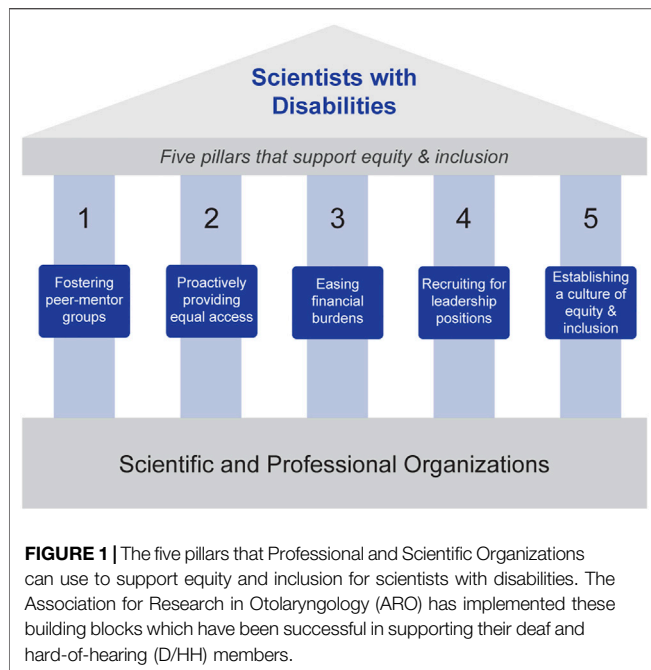 Scientists with
Disabilities
Five pillars that support equity & inclusion
1
2
3
4
5
Fostering
peer-mentor
groups
Proactively
providing
equal access
Easing
financial
burdens
Recruiting for
leadership
positions
Establishing
a culture of
equity &
inclusion
Scientific and Professional Organizations
FIGURE 1 | The five pillars that Professional and Scientific Organizations
can use to support equity and inclusion for scientists with disabilities. The
Association for Research in Otolaryngology (ARO) has implemented these
building blocks which have been successful in supporting their deaf and
hard-of-hearing (D/HH) members.